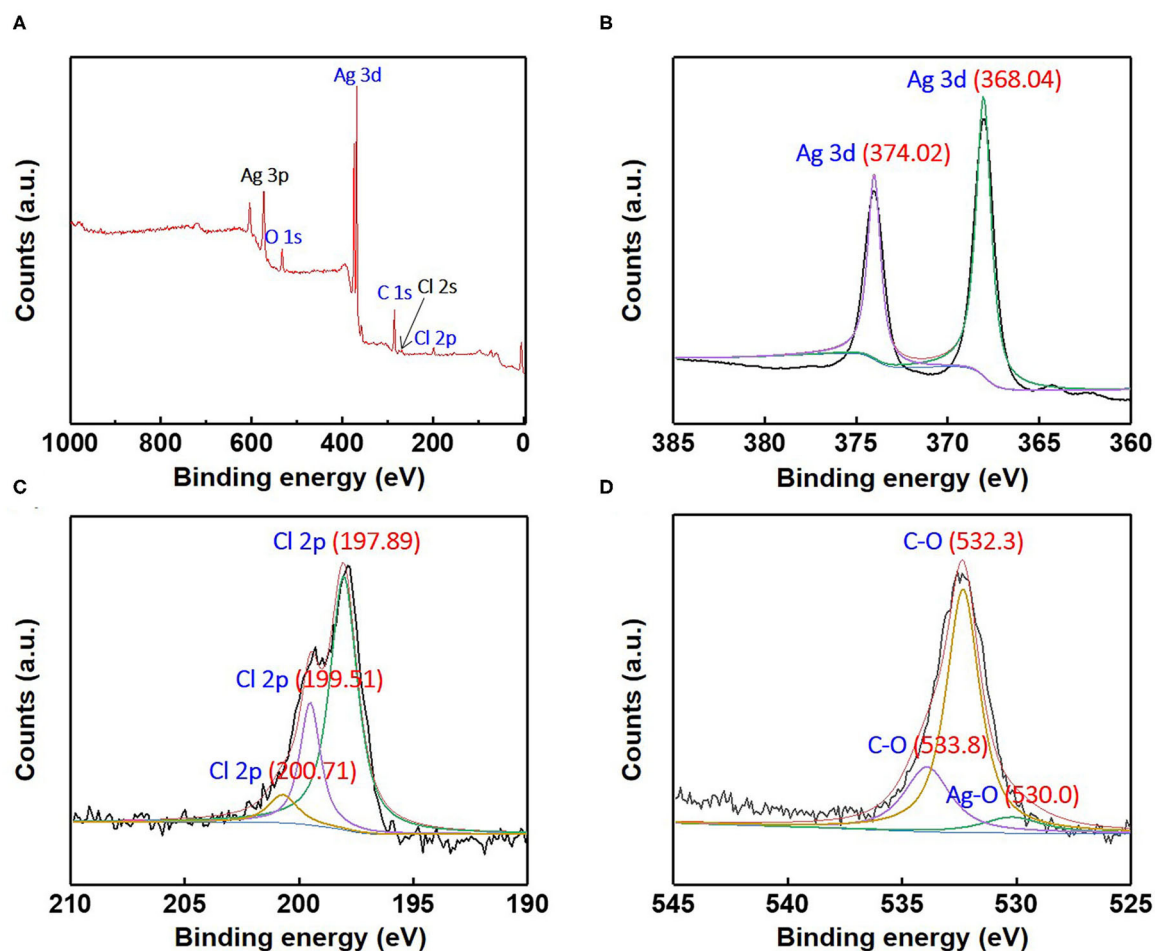 A
Ag 3d
Ag 3p
O 1s
C 1s
Cl 2s
Cl 2p
Counts (a.u.)
1000 800 600 400 200 0
Binding energy (eV)
B
Ag 3d (368.04)
Ag 3d (374.02)
Counts (a.u.)
385 380 375 370 365 360
Binding energy (eV)
C
Cl 2p (197.89)
Cl 2p (199.51)
Cl 2p (200.71)
Counts (a.u.)
210 205 200 195 190
Binding energy (eV)
D
C-O (532.3)
C-O (533.8)
Ag-O (530.0)
Counts (a.u.)
545 540 535 530 525
Binding energy (eV)